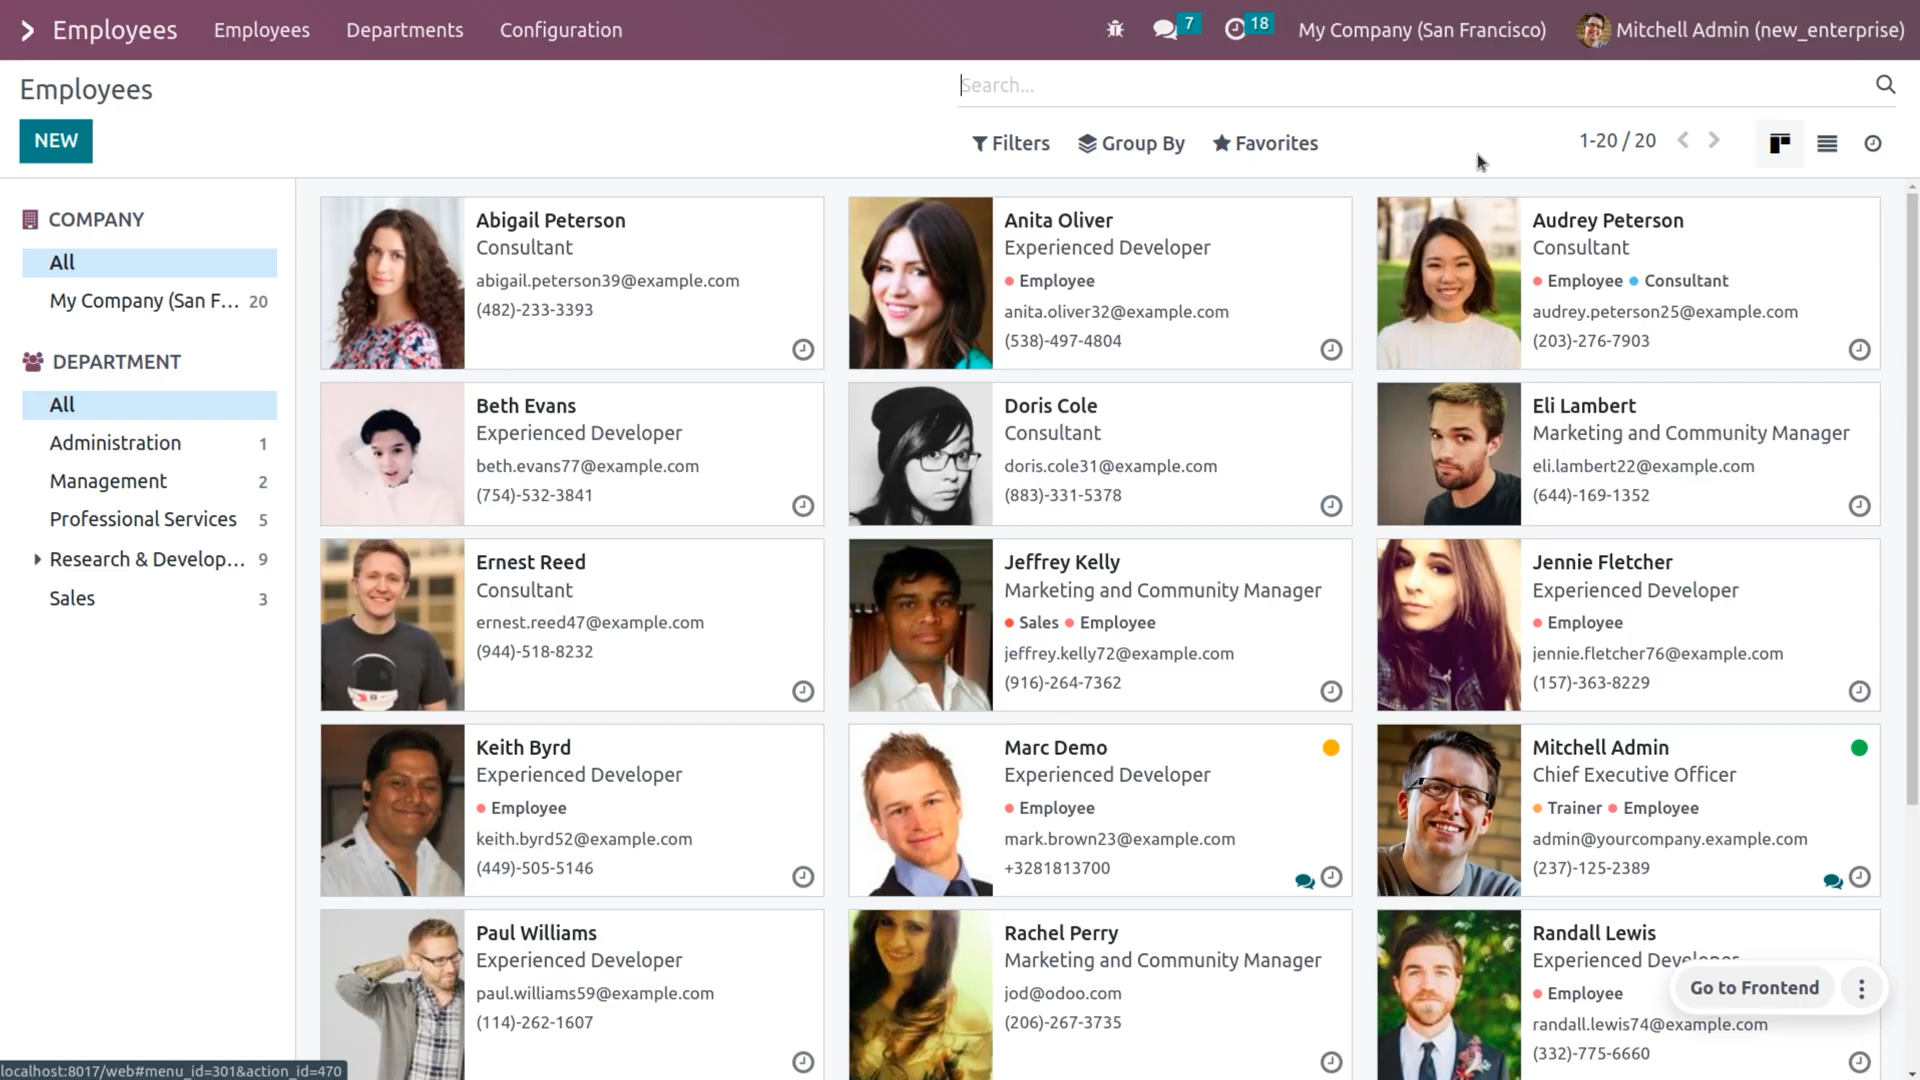 Employees Employees Departments Configuration 7 18 My Company (San Francisco) Mitchell Admin (new_enterprise)
Employees
Search...
NEW
Filters Group By Favorites 1-20 / 20
COMPANY
All
My Company (San F... 20
DEPARTMENT
All
Administration 1
Management 2
Professional Services 5
Research & Develop... 9
Sales 3
Abigail Peterson
Consultant
abigail.peterson39@example.com
(482)-233-3393
Anita Oliver
Experienced Developer
Employee
anita.oliver32@example.com
(538)-497-4804
Audrey Peterson
Consultant
Employee Consultant
audrey.peterson25@example.com
(203)-276-7903
Beth Evans
Experienced Developer
beth.evans77@example.com
(754)-532-3841
Doris Cole
Consultant
doris.cole31@example.com
(883)-331-5378
Eli Lambert
Marketing and Community Manager
eli.lambert22@example.com
(644)-169-1352
Ernest Reed
Consultant
ernest.reed47@example.com
(944)-518-8232
Jeffrey Kelly
Marketing and Community Manager
Sales Employee
jeffrey.kelly72@example.com
(916)-264-7362
Jennie Fletcher
Experienced Developer
Employee
jennie.fletcher76@example.com
(157)-363-8229
Keith Byrd
Experienced Developer
Employee
keith.byrd52@example.com
(449)-505-5146
Marc Demo
Experienced Developer
Employee
mark.brown23@example.com
+3281813700
Mitchell Admin
Chief Executive Officer
Trainer Employee
admin@yourcompany.example.com
(237)-125-2389
Paul Williams
Experienced Developer
paul.williams59@example.com
(114)-262-1607
Rachel Perry
Marketing and Community Manager
jod@odoo.com
(206)-267-3735
Randall Lewis
Experienced Developer
Employee
randall.lewis74@example.com
(332)-775-6660
Go to Frontend
localhost:8017/web#menu_id=301&action_id=470